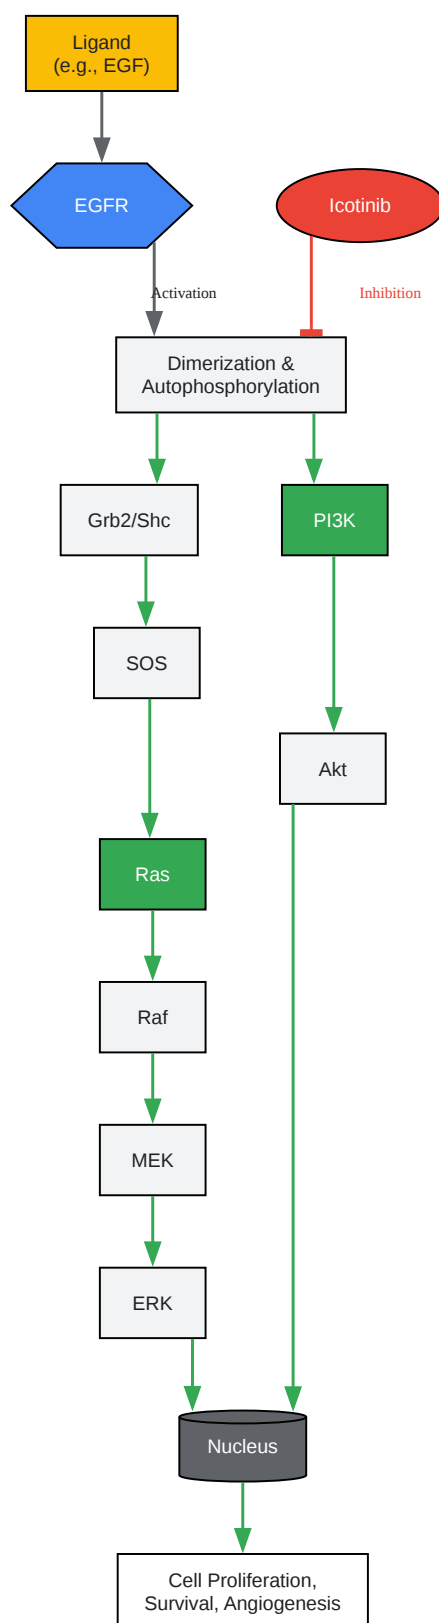 Ligand
(e.g., EGF)
EGFR
Icotinib
Activation
Inhibition
Dimerization &
Autophosphorylation
Grb2/Shc
PI3K
SOS
Akt
Ras
Raf
MEK
ERK
Nucleus
Cell Proliferation,
Survival, Angiogenesis